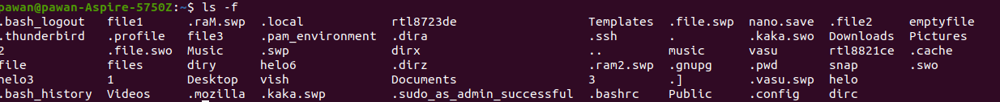 pawan@pawan-Aspire-5750Z:~$ ls -f
.bash_logout file1 .raM.swp .local rtl8723de Templates .file.swp nano.save .file2 emptyfile
.thunderbird .profile file3 .pam_environment .dira .ssh . .kaka.swo Downloads Pictures
2 .file.swo Music .swp dirx .. music vasu rtl8821ce .cache
file files diry helo6 .dirz .ram2.swp .gnupg .pwd snap .swo
helo3 1 Desktop vish Documents 3 .] .vasu.swp helo
.bash_history Videos .mozilla .kaka.swp .sudo_as_admin_successful .bashrc Public .config dirc